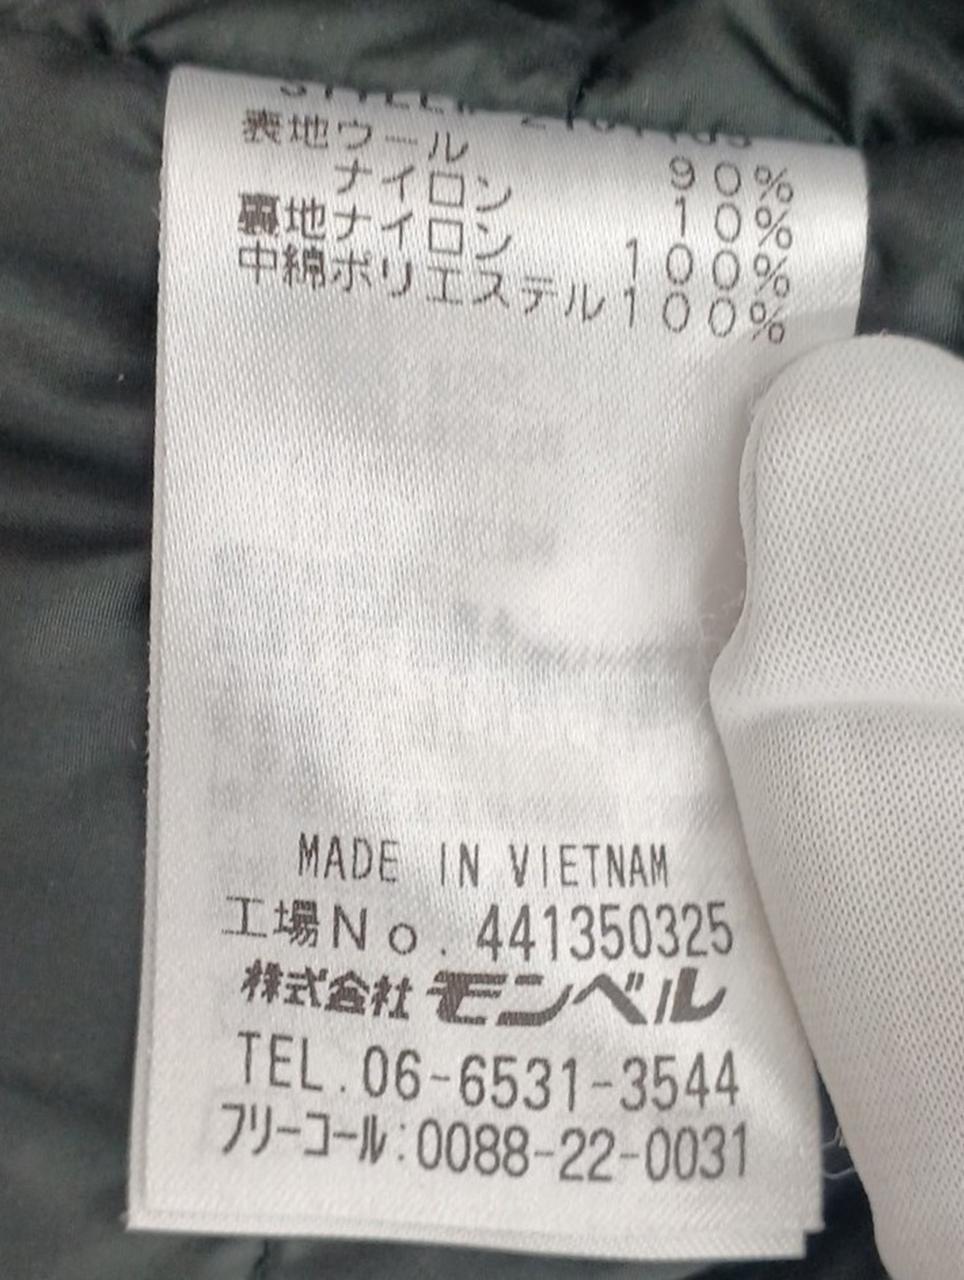 表地ウール 90%
ナイロン 10%
裏地ナイロン 100%
中綿ポリエステル100%
MADE IN VIETNAM
工場No. 441350325
株式会社 モンベル
TEL.06-6531-3544
フリーコール:0088-22-0031